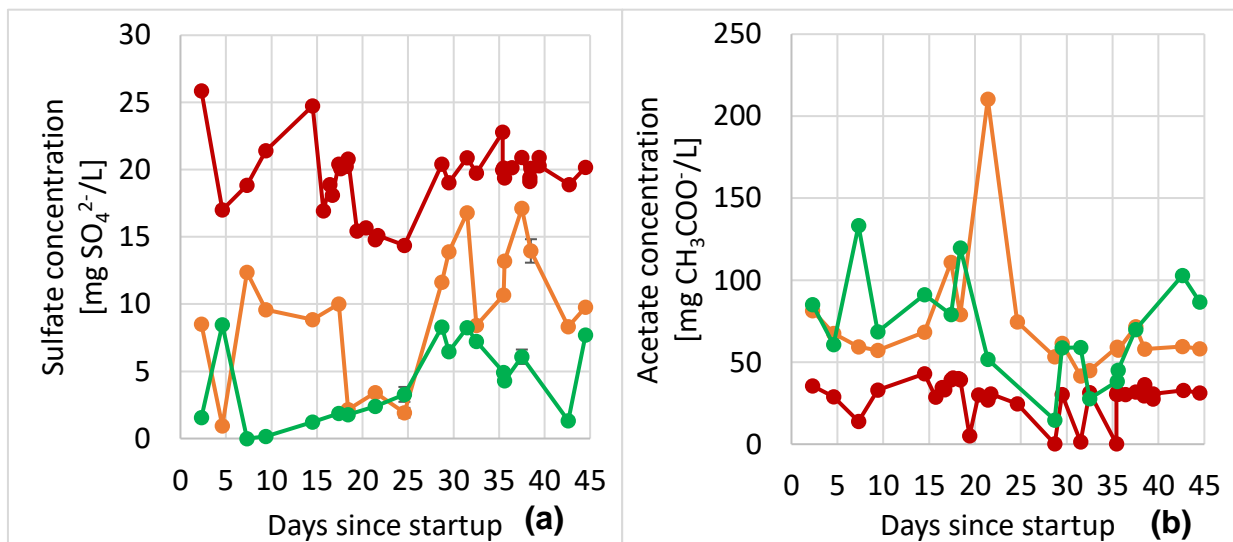 Sulfate concentration
[mg SO₄²⁻/L]
30
25
20
15
10
5
0
0 5 10 15 20 25 30 35 40 45
Days since startup (a)
Acetate concentration
[mg CH₃COO⁻/L]
250
200
150
100
50
0
0 5 10 15 20 25 30 35 40 45
Days since startup (b)